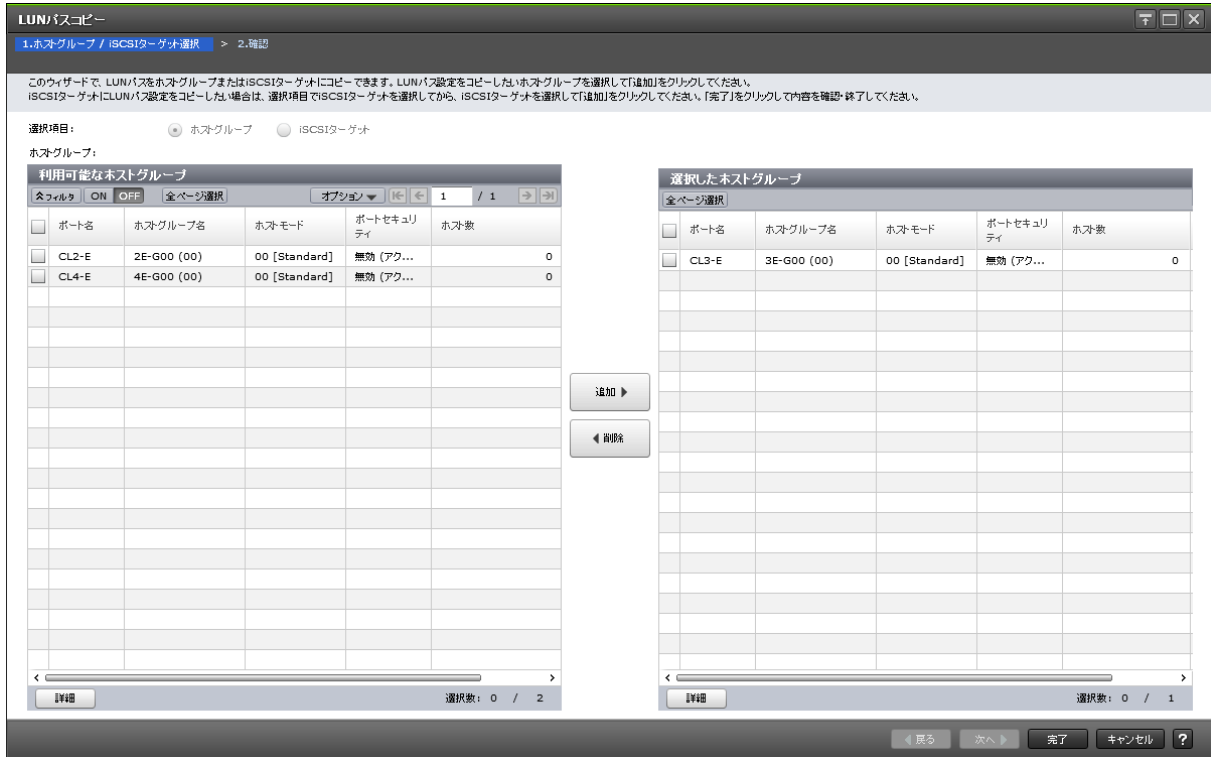 LUNパスコピー
1.ホストグループ / iSCSIターゲット選択 > 2.確認
このウィザードで、LUNパスをホストグループまたはiSCSIターゲットにコピーできます。LUNパス設定をコピーしたいホストグループを選択して「追加」をクリックしてください。
iSCSIターゲットにLUNパス設定をコピーしたい場合は、選択項目でiSCSIターゲットを選択してから、iSCSIターゲットを選択して「追加」をクリックしてください。「完了」をクリックして内容を確認・終了してください。
選択項目: ホストグループ iSCSIターゲット
ホストグループ:
利用可能なホストグループ
フィルタ ON OFF 全ページ選択 オプション 1 / 1
ポート名 ホストグループ名 ホストモード ポートセキュリティ ホスト数
CL2-E 2E-G00 (00) 00 [Standard] 無効 (アク... 0
CL4-E 4E-G00 (00) 00 [Standard] 無効 (アク... 0
詳細 選択数: 0 / 2
追加
削除
選択したホストグループ
全ページ選択
ポート名 ホストグループ名 ホストモード ポートセキュリティ ホスト数
CL3-E 3E-G00 (00) 00 [Standard] 無効 (アク... 0
詳細 選択数: 0 / 1
戻る 次へ 完了 キャンセル ?